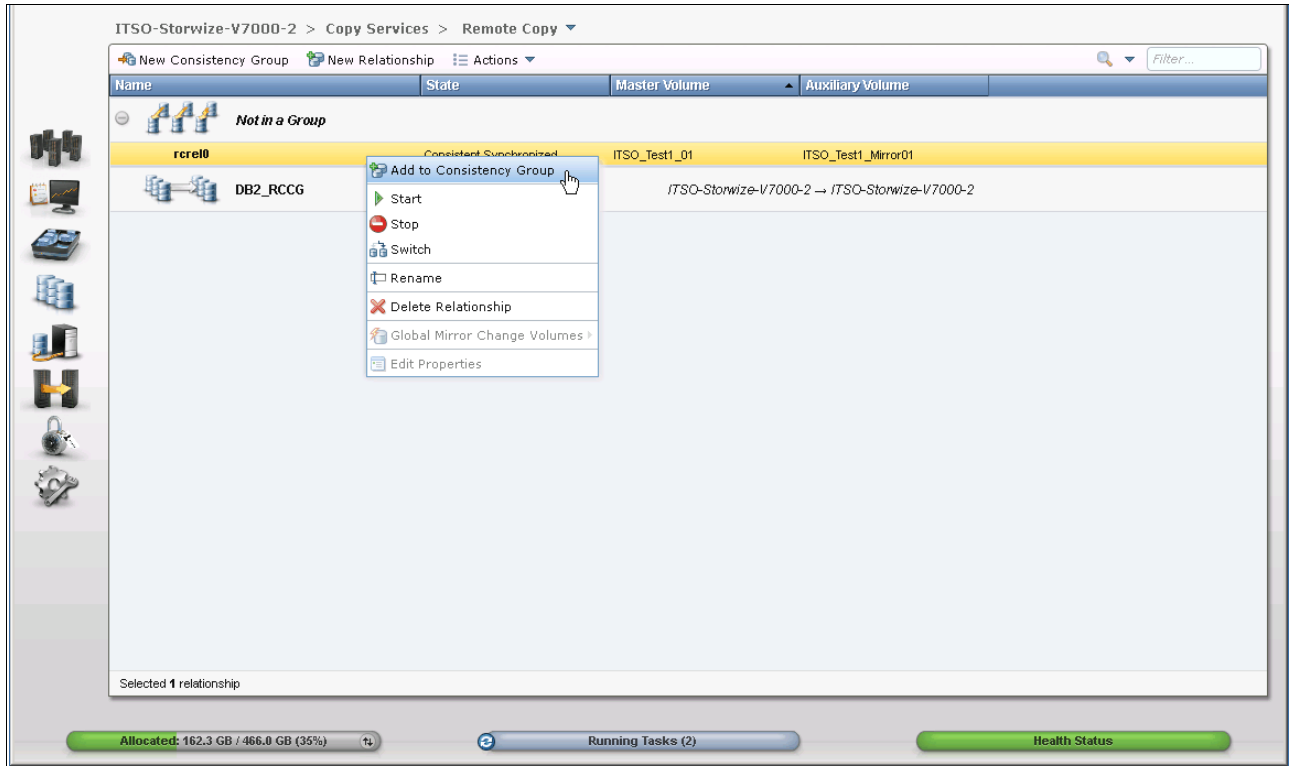 ITSO-Storwize-V7000-2 > Copy Services > Remote Copy
New Consistency Group New Relationship Actions Filter...
Name State Master Volume Auxiliary Volume
Not in a Group
rcrel0 Consistent Synchronized ITSO_Test1_01 ITSO_Test1_Mirror01
Add to Consistency Group
DB2_RCCG ITSO-Storwize-V7000-2 → ITSO-Storwize-V7000-2
Start
Stop
Switch
Rename
Delete Relationship
Global Mirror Change Volumes
Edit Properties
Selected 1 relationship
Allocated: 162.3 GB / 466.0 GB (35%) Running Tasks (2) Health Status